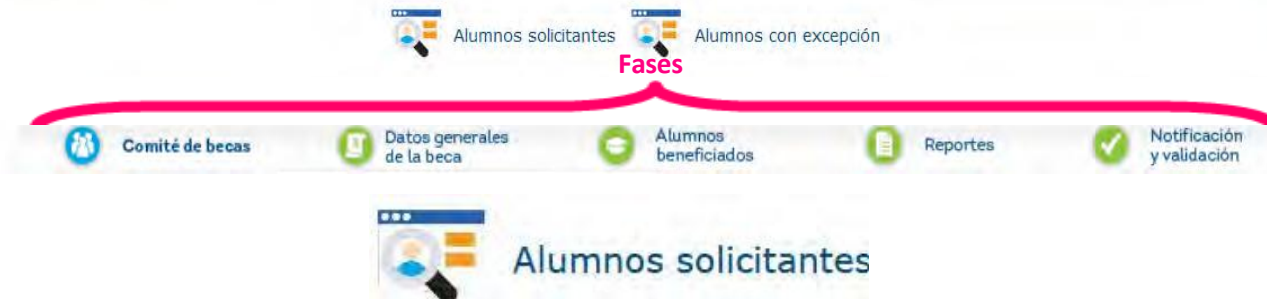 Alumnos solicitantes Alumnos con excepción
Fases
Comité de becas
Datos generales
de la beca
Alumnos
beneficiados
Reportes
Notificación
y validación
Alumnos solicitantes